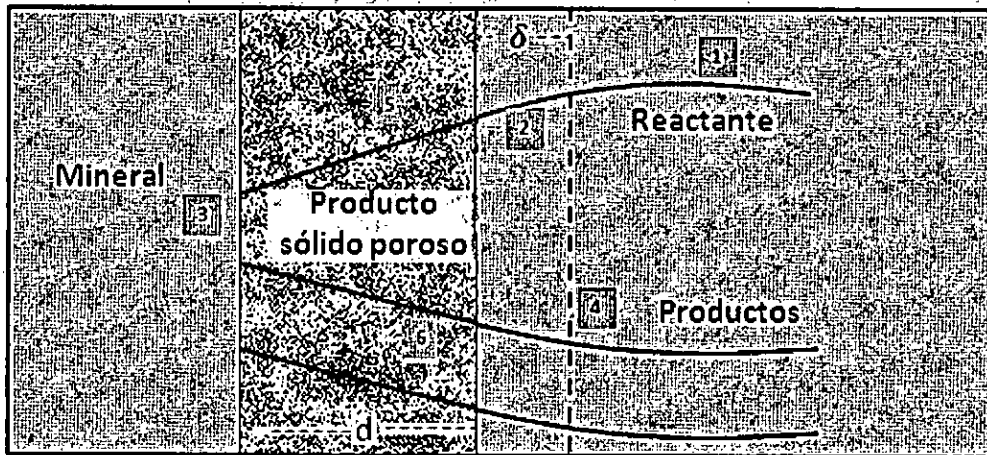 δ
1
5
2
Reactante
Mineral
3
Producto
sólido poroso
4
Productos
6
d